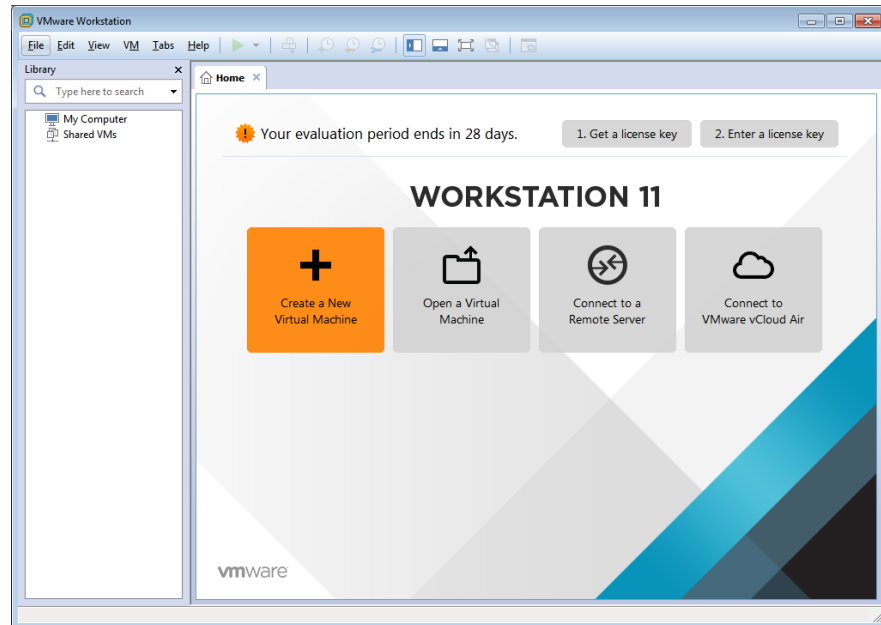 VMware Workstation
File Edit View VM Tabs Help
Library
Type here to search
My Computer
Shared VMs
Home
Your evaluation period ends in 28 days.
1. Get a license key
2. Enter a license key
WORKSTATION 11
Create a New
Virtual Machine
Open a Virtual
Machine
Connect to a
Remote Server
Connect to
VMware vCloud Air
vmware